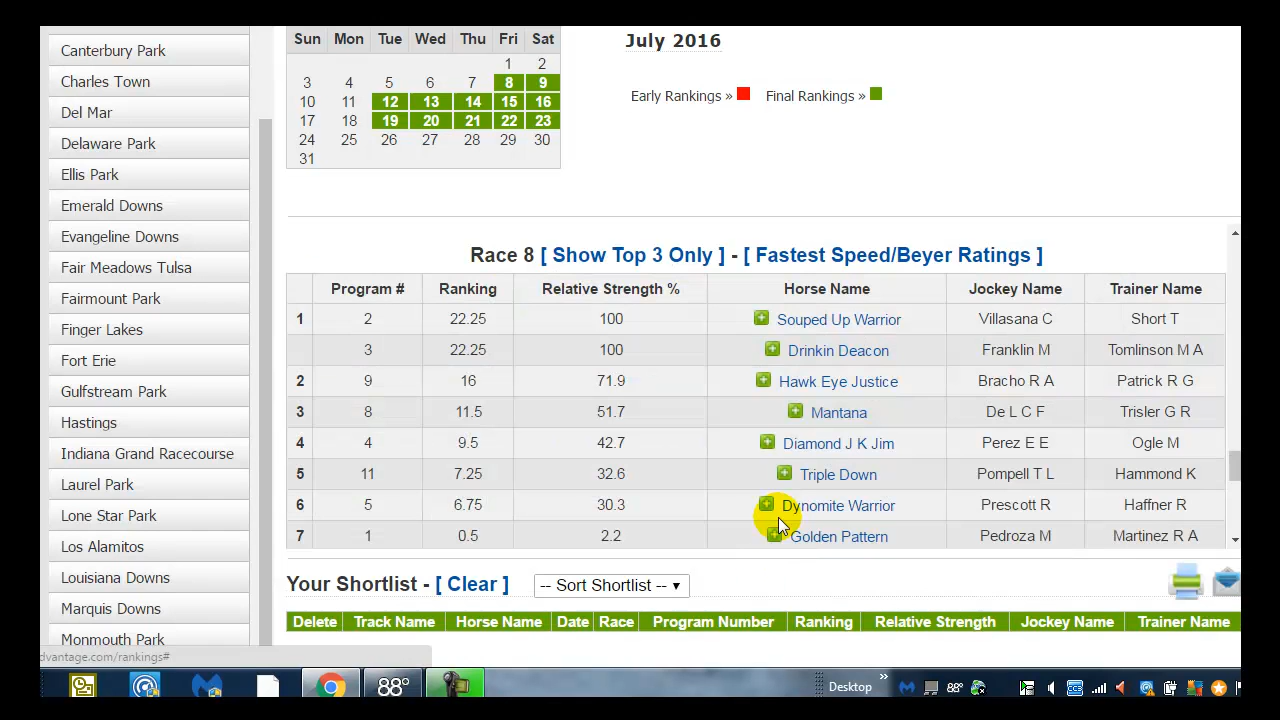 Canterbury Park
Charles Town
Del Mar
Delaware Park
Ellis Park
Emerald Downs
Evangeline Downs
Fair Meadows Tulsa
Fairmount Park
Finger Lakes
Fort Erie
Gulfstream Park
Hastings
Indiana Grand Racecourse
Laurel Park
Lone Star Park
Los Alamitos
Louisiana Downs
Marquis Downs
Monmouth Park
dvantage.com/rankings#
Sun Mon Tue Wed Thu Fri Sat
1 2
3 4 5 6 7 8 9
10 11 12 13 14 15 16
17 18 19 20 21 22 23
24 25 26 27 28 29 30
31
July 2016
Early Rankings » Final Rankings »
Race 8 [ Show Top 3 Only ] - [ Fastest Speed/Beyer Ratings ]
Program # Ranking Relative Strength % Horse Name Jockey Name Trainer Name
1 2 22.25 100 Souped Up Warrior Villasana C Short T
3 22.25 100 Drinkin Deacon Franklin M Tomlinson M A
2 9 16 71.9 Hawk Eye Justice Bracho R A Patrick R G
3 8 11.5 51.7 Mantana De L C F Trisler G R
4 4 9.5 42.7 Diamond J K Jim Perez E E Ogle M
5 11 7.25 32.6 Triple Down Pompell T L Hammond K
6 5 6.75 30.3 Dynomite Warrior Prescott R Haffner R
7 1 0.5 2.2 Golden Pattern Pedroza M Martinez R A
Your Shortlist - [ Clear ] -- Sort Shortlist --
Delete Track Name Horse Name Date Race Program Number Ranking Relative Strength Jockey Name Trainer Name
88° Desktop » 88°